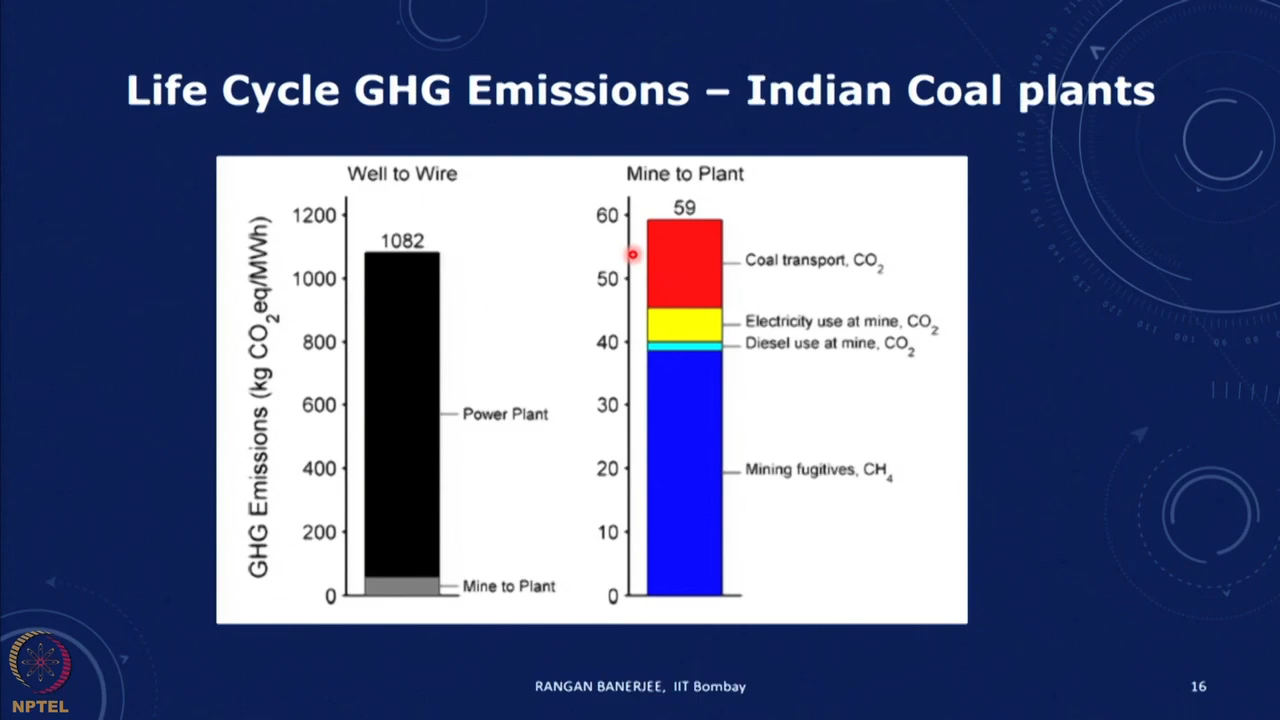 Life Cycle GHG Emissions – Indian Coal plants
Well to Wire
GHG Emissions (kg CO2eq/MWh)
1200
1000
800
600
400
200
0
1082
Power Plant
Mine to Plant
Mine to Plant
60
50
40
30
20
10
0
59
Coal transport, CO2
Electricity use at mine, CO2
Diesel use at mine, CO2
Mining fugitives, CH4
NPTEL
RANGAN BANERJEE, IIT Bombay
16